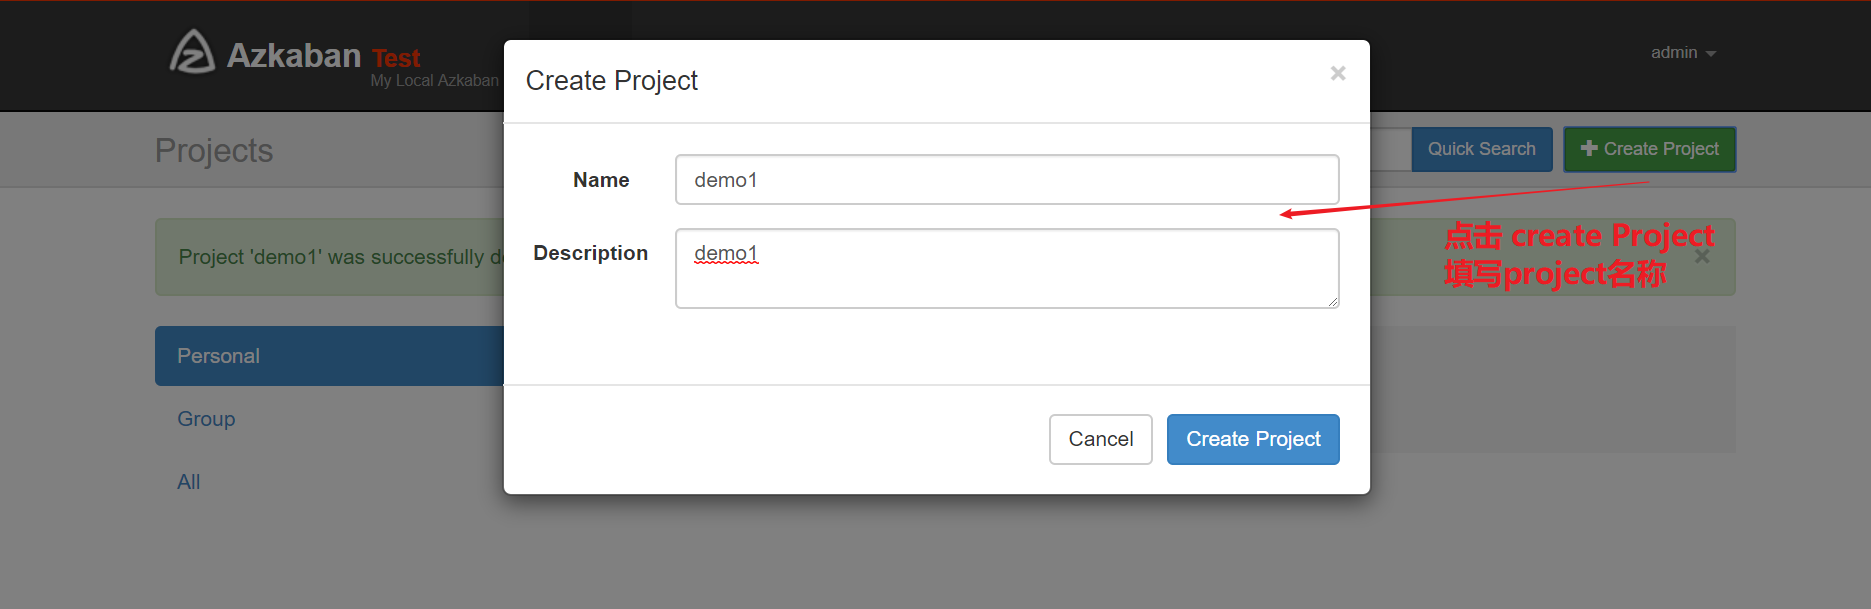 Azkaban Test
My Local Azkaban
admin
Create Project
×
Projects
Quick Search
Create Project
Name
demo1
点击 create Project
填写project名称
Description
demo1
Project 'demo1' was successfully
×
Personal
Group
All
Cancel
Create Project